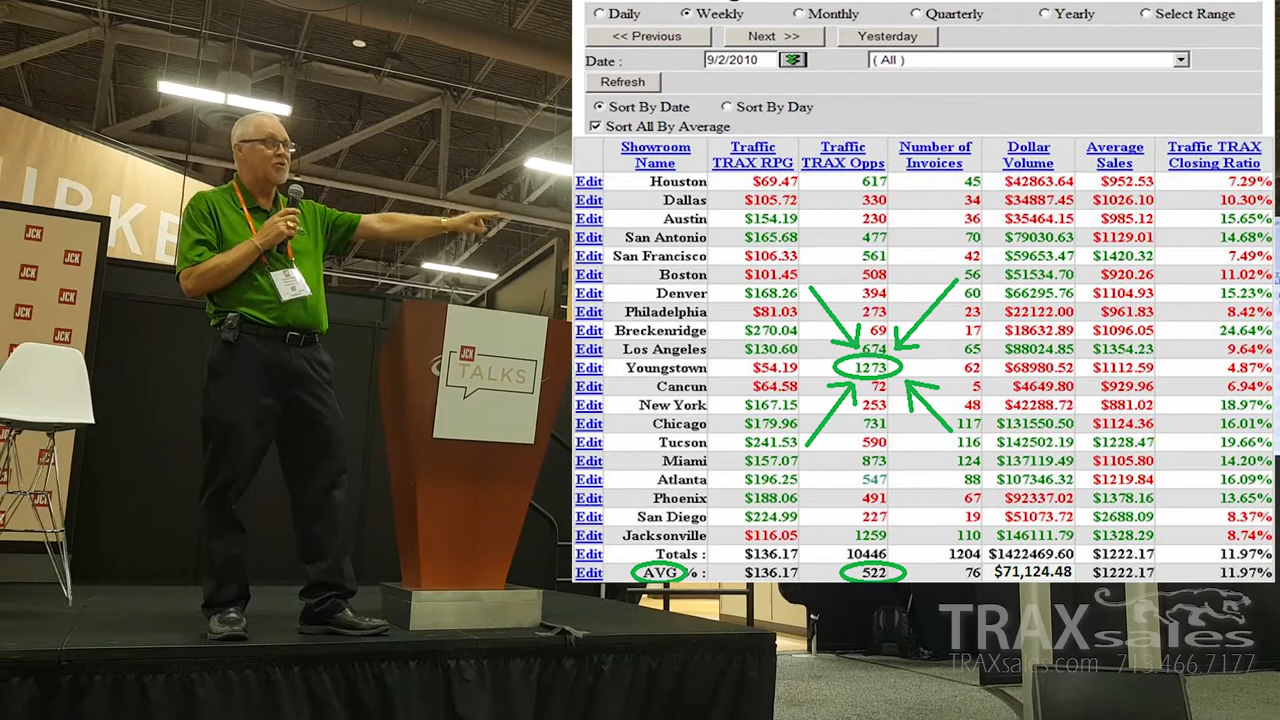 Daily Weekly Monthly Quarterly Yearly Select Range
<< Previous Next >> Yesterday
Date : 9/2/2010 ( All )
Refresh
Sort By Date Sort By Day
Sort All By Average
Showroom Name Traffic TRAX RPG Traffic TRAX Opps Number of Invoices Dollar Volume Average Sales Traffic TRAX Closing Ratio
Edit Houston $69.47 617 45 $42863.64 $952.53 7.29%
Edit Dallas $105.72 330 34 $34887.45 $1026.10 10.30%
Edit Austin $154.19 230 36 $35464.15 $985.12 15.65%
Edit San Antonio $165.68 477 70 $79030.63 $1129.01 14.68%
Edit San Francisco $106.33 561 42 $59653.47 $1420.32 7.49%
Edit Boston $101.45 508 56 $51534.70 $920.26 11.02%
Edit Denver $168.26 394 60 $66295.76 $1104.93 15.23%
Edit Philadelphia $81.03 273 23 $22122.00 $961.83 8.42%
Edit Breckenridge $270.04 69 17 $18632.89 $1096.05 24.64%
Edit Los Angeles $130.60 674 65 $88024.85 $1354.23 9.64%
Edit Youngstown $54.19 1273 62 $68980.52 $1112.59 4.87%
Edit Cancun $64.58 72 5 $4649.80 $929.96 6.94%
Edit New York $167.15 253 48 $42288.72 $881.02 18.97%
Edit Chicago $179.96 731 117 $131550.50 $1124.36 16.01%
Edit Tucson $241.53 590 116 $142502.19 $1228.47 19.66%
Edit Miami $157.07 873 124 $137119.49 $1105.80 14.20%
Edit Atlanta $196.25 547 88 $107346.32 $1219.84 16.09%
Edit Phoenix $188.06 491 67 $92337.02 $1378.16 13.65%
Edit San Diego $224.99 227 19 $51073.72 $2688.09 8.37%
Edit Jacksonville $116.05 1259 110 $146111.79 $1328.29 8.74%
Edit Totals : $136.17 10446 1204 $1422469.60 $1222.17 11.97%
Edit AVG % : $136.17 522 76 $71,124.48 $1222.17 11.97%
JCK
JCK
JCK
JCK
JCK
JCK
JCK
JCK
JCK
TALKS
TRAXsales
TRAXsales.com 713.466.7177